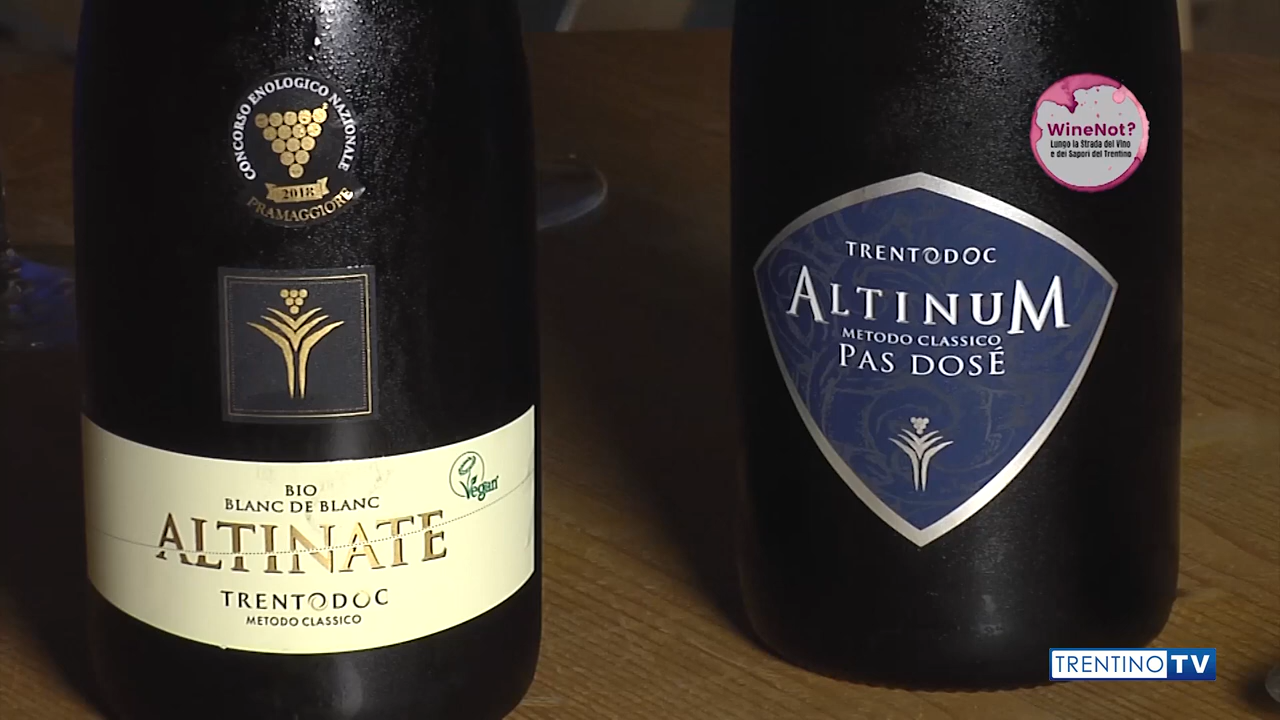 CONCORSO ENOLOGICO NAZIONALE
2018
PRAMAGGIORE
BIO
BLANC DE BLANC
ALTINATE
Vegan
TRENTODOC
METODO CLASSICO
WineNot?
Lungo la Strada del Vino
e dei Sapori del Trentino
TRENTODOC
ALTINUM
METODO CLASSICO
PAS DOSÉ
TRENTINO TV